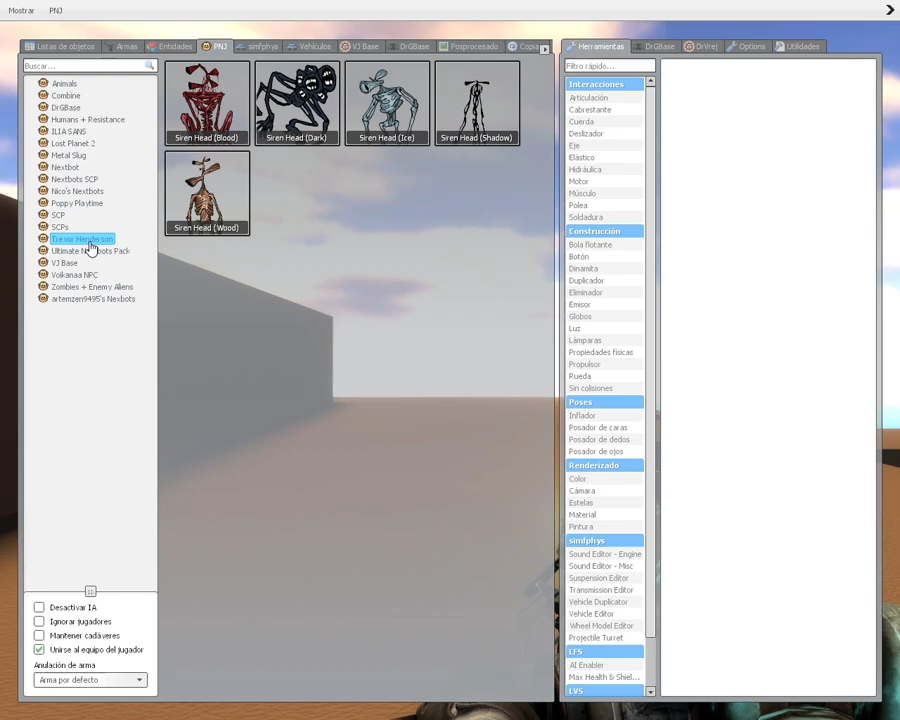 Mostrar PNJ
Listas de objetos Armas Entidades PNJ simfphys Vehículos VJ Base DrGBase Posprocesado Copia
Buscar...
Animals
Combine
DrGBase
Humans + Resistance
ILIA SANS
Lost Planet 2
Metal Slug
Nextbot
Nextbots SCP
Nico's Nextbots
Poppy Playtime
SCP
SCPs
Trevor Henderson
Ultimate Nextbots Pack
VJ Base
Voikanaa NPC
Zombies + Enemy Aliens
artemzen9495's Nexbots
Siren Head (Blood) Siren Head (Dark) Siren Head (Ice) Siren Head (Shadow)
Siren Head (Wood)
Desactivar IA
Ignorar jugadores
Mantener cadáveres
Unirse al equipo del jugador
Anulación de arma
Arma por defecto
Herramientas DrGBase DrVrej Options Utilidades
Filtro rápido...
Interacciones
Articulación
Cabrestante
Cuerda
Deslizador
Eje
Elástico
Hidráulica
Motor
Músculo
Polea
Soldadura
Construcción
Bola flotante
Botón
Dinamita
Duplicador
Eliminador
Emisor
Globos
Luz
Lámparas
Propiedades físicas
Propulsor
Rueda
Sin colisiones
Poses
Inflador
Posador de caras
Posador de dedos
Posador de ojos
Renderizado
Color
Cámara
Estelas
Material
Pintura
simfphys
Sound Editor - Engine
Sound Editor - Misc
Suspension Editor
Transmission Editor
Vehicle Duplicator
Vehicle Editor
Wheel Model Editor
Projectile Turret
LFS
AI Enabler
Max Health & Shiel...
LVS